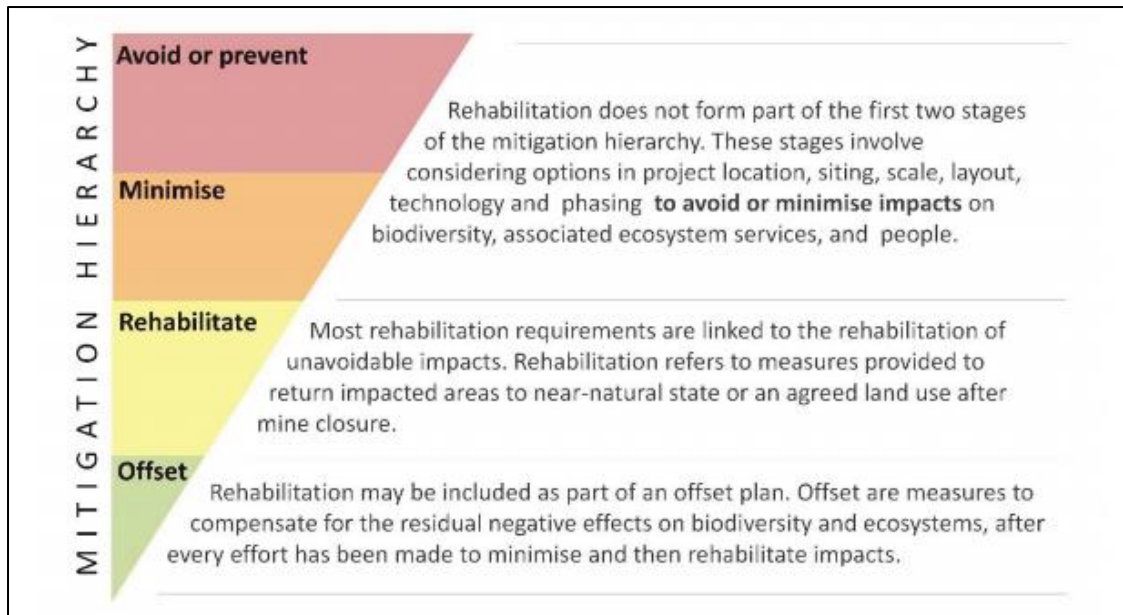 MITIGATION HIERARCHY
Avoid or prevent
Rehabilitation does not form part of the first two stages
of the mitigation hierarchy. These stages involve
considering options in project location, siting, scale, layout,
technology and phasing to avoid or minimise impacts on
biodiversity, associated ecosystem services, and people.
Minimise
Rehabilitate
Most rehabilitation requirements are linked to the rehabilitation of
unavoidable impacts. Rehabilitation refers to measures provided to
return impacted areas to near-natural state or an agreed land use after
mine closure.
Offset
Rehabilitation may be included as part of an offset plan. Offset are measures to
compensate for the residual negative effects on biodiversity and ecosystems, after
every effort has been made to minimise and then rehabilitate impacts.